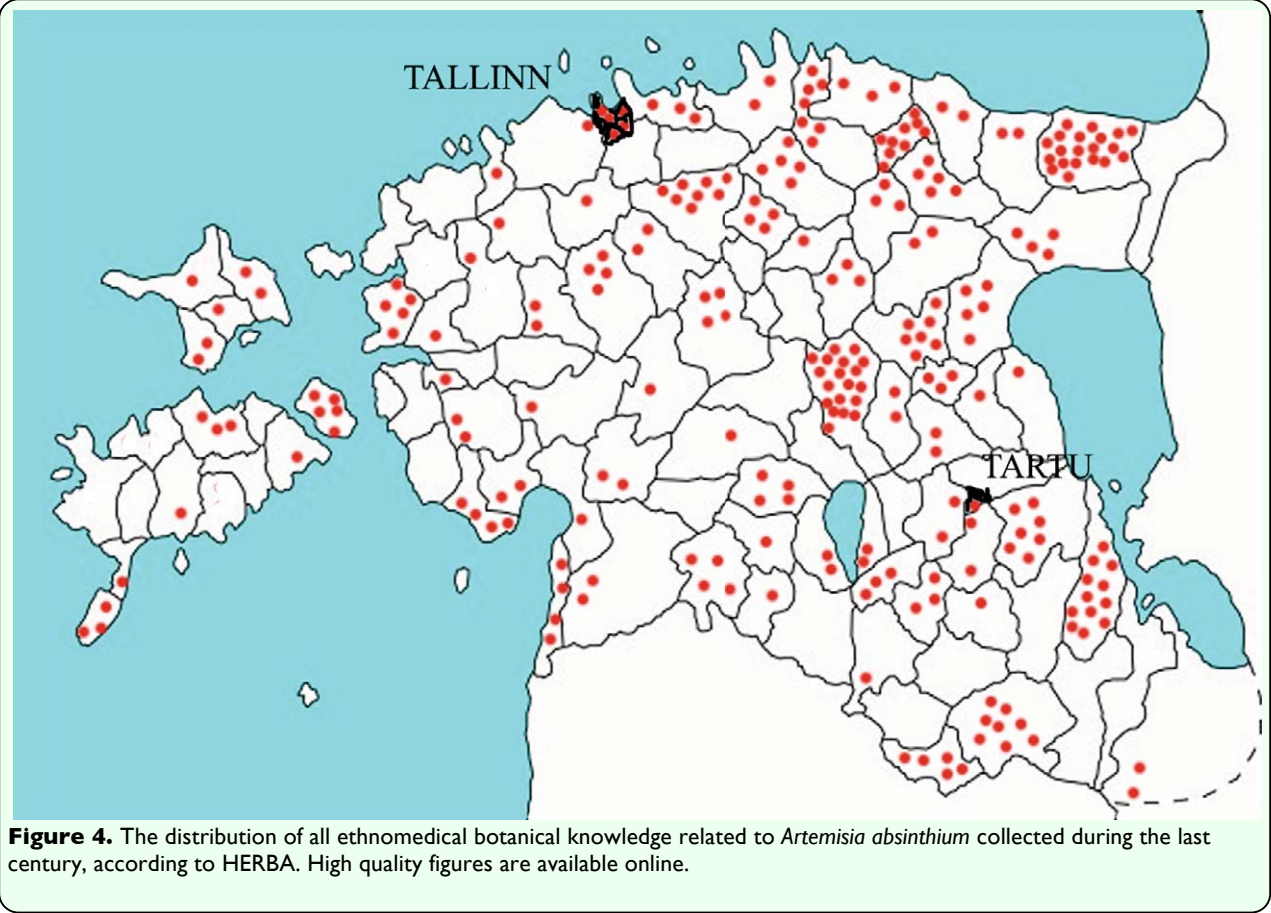 TALLINN
TARTU
Figure 4. The distribution of all ethnomedical botanical knowledge related to Artemisia absinthium collected during the last
century, according to HERBA. High quality figures are available online.